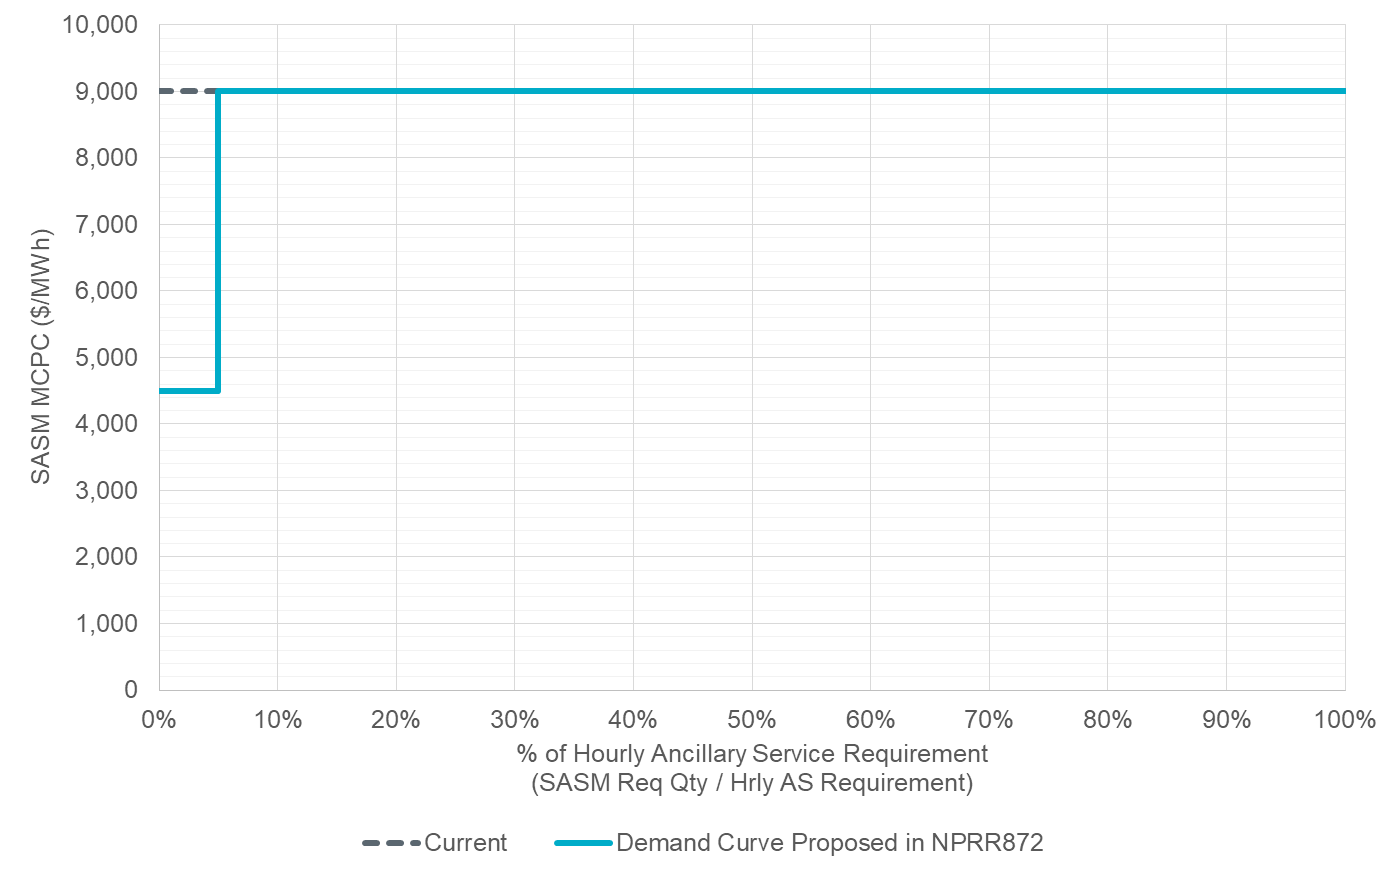 10,000
9,000
8,000
7,000
6,000
5,000
4,000
3,000
2,000
1,000
0
SASM MCPC ($/MWh)
0% 10% 20% 30% 40% 50% 60% 70% 80% 90% 100%
% of Hourly Ancillary Service Requirement
(SASM Req Qty / Hrly AS Requirement)
Current Demand Curve Proposed in NPRR872